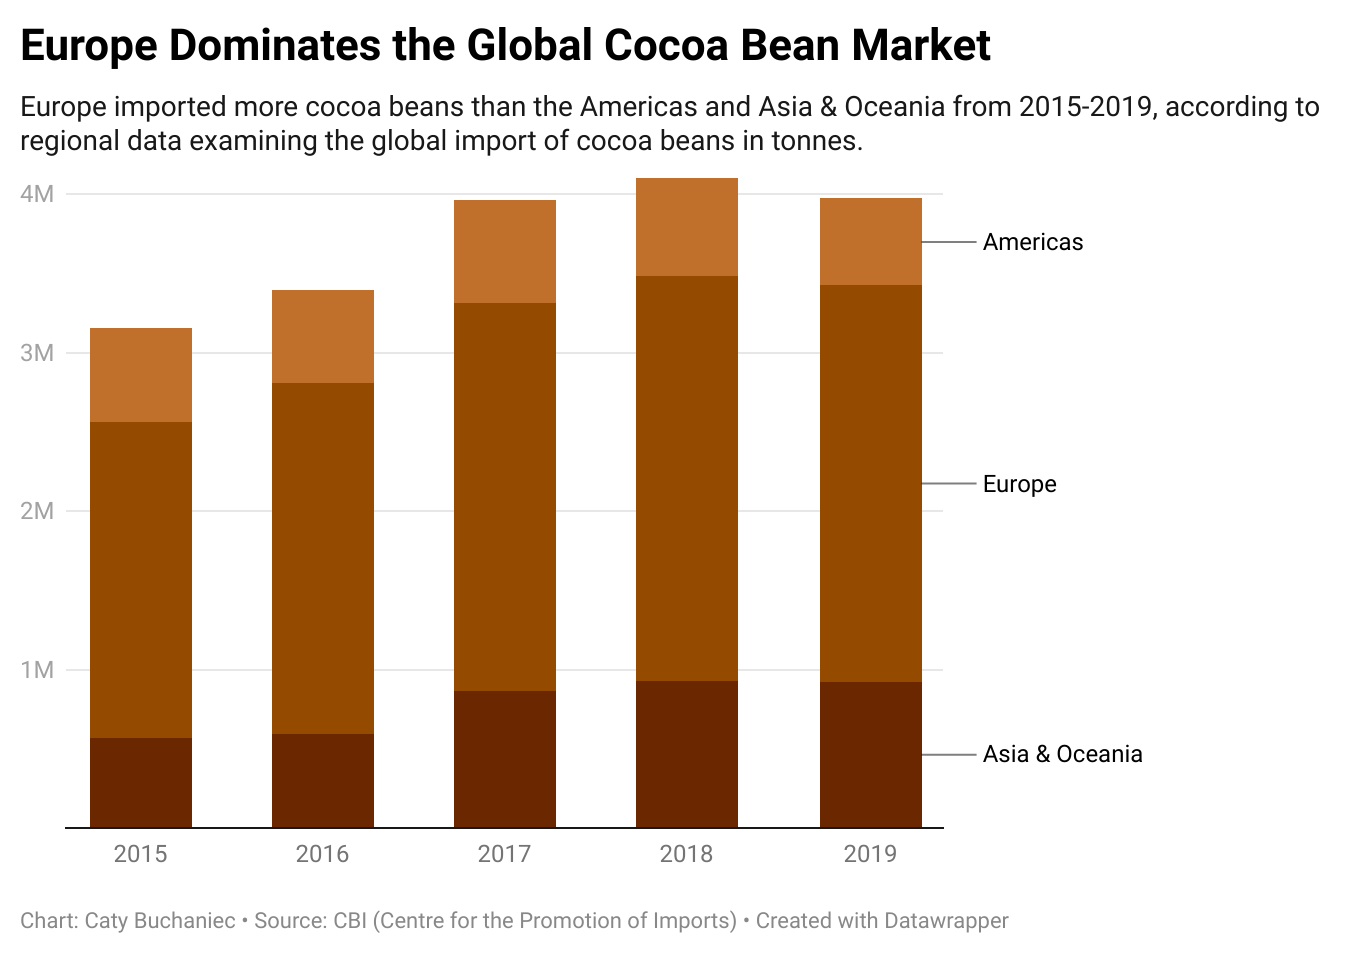 Europe Dominates the Global Cocoa Bean Market
Europe imported more cocoa beans than the Americas and Asia & Oceania from 2015-2019, according to
regional data examining the global import of cocoa beans in tonnes.
4M
Americas
3M
Europe
2M
1M
Asia & Oceania
2015 2016 2017 2018 2019
Chart: Caty Buchaniec • Source: CBI (Centre for the Promotion of Imports) • Created with Datawrapper